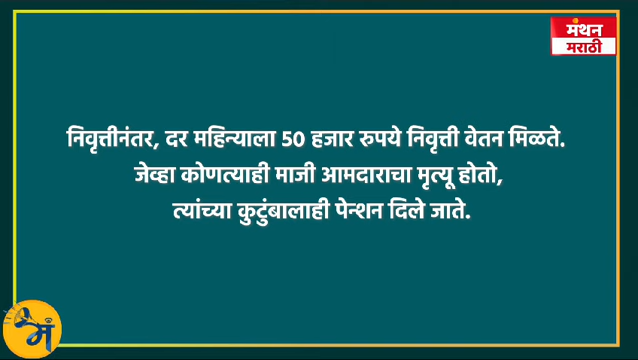 मंथन
मराठी
निवृत्तीनंतर, दर महिन्याला 50 हजार रुपये निवृत्ती वेतन मिळते.
जेव्हा कोणत्याही माजी आमदाराचा मृत्यू होतो,
त्यांच्या कुटुंबालाही पेन्शन दिले जाते.
मं